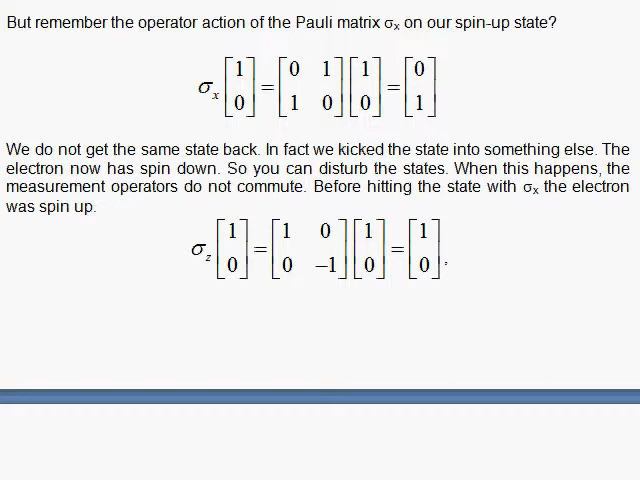 But remember the operator action of the Pauli matrix σx on our spin-up state?
σx [1 0] = [0 1 1 0] [1 0] = [0 1]
We do not get the same state back. In fact we kicked the state into something else. The
electron now has spin down. So you can disturb the states. When this happens, the
measurement operators do not commute. Before hitting the state with σx the electron
was spin up.
σz [1 0] = [1 0 0 −1] [1 0] = [1 0],